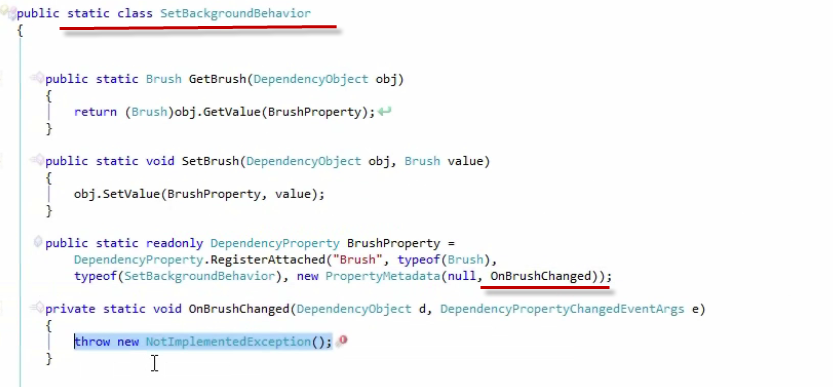 public static class SetBackgroundBehavior
{
public static Brush GetBrush(DependencyObject obj)
{
return (Brush)obj.GetValue(BrushProperty);
}
public static void SetBrush(DependencyObject obj, Brush value)
{
obj.SetValue(BrushProperty, value);
}
public static readonly DependencyProperty BrushProperty =
DependencyProperty.RegisterAttached("Brush", typeof(Brush),
typeof(SetBackgroundBehavior), new PropertyMetadata(null, OnBrushChanged));
private static void OnBrushChanged(DependencyObject d, DependencyPropertyChangedEventArgs e)
{
throw new NotImplementedException();
}